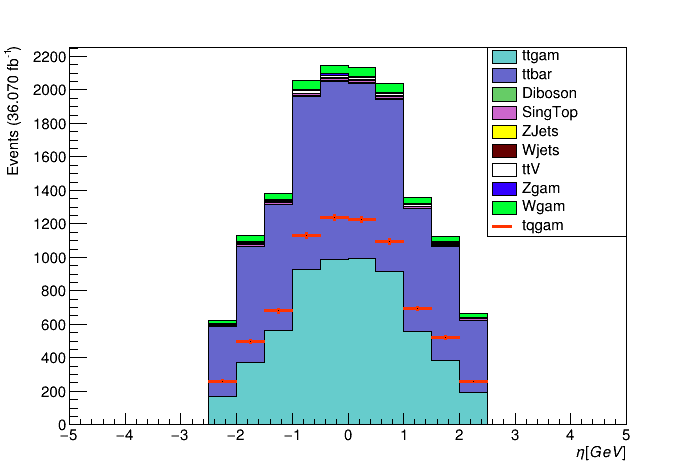 Events (36.070 fb⁻¹)
2200
2000
1800
1600
1400
1200
1000
800
600
400
200
0
−5 −4 −3 −2 −1 0 1 2 3 4 5
η[GeV]
ttgam
ttbar
Diboson
SingTop
ZJets
Wjets
ttV
Zgam
Wgam
tqgam